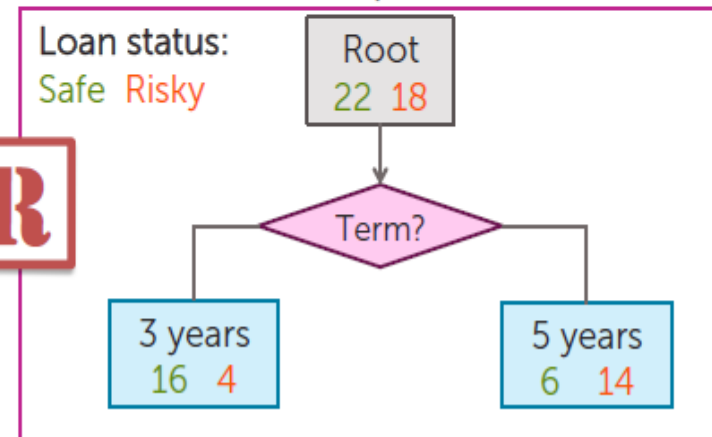 Loan status:
Safe Risky
Root
22 18
R
Term?
3 years
16 4
5 years
6 14